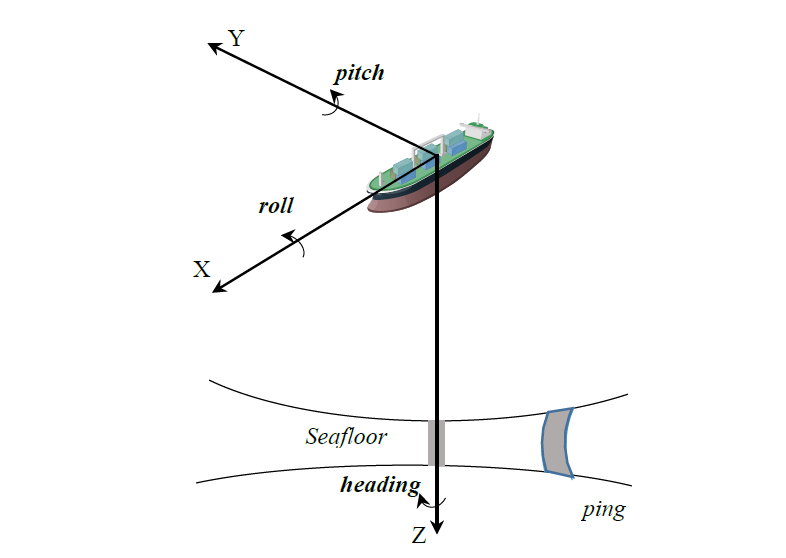 Y
pitch
roll
X
Seafloor
heading
ping
Z